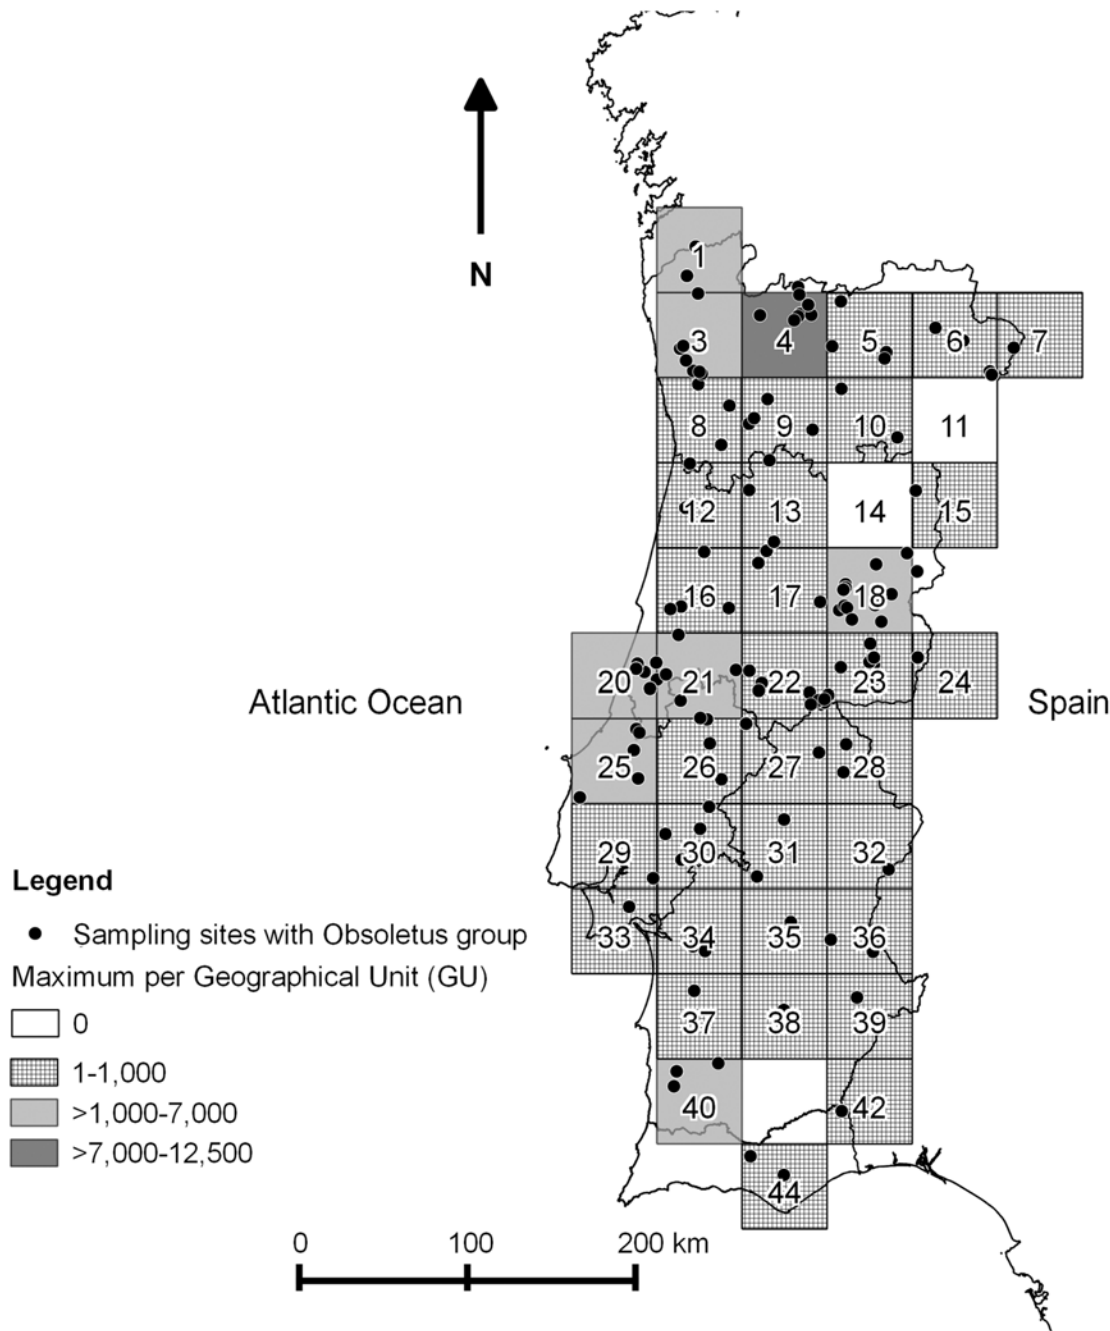 N
1
3 4 5 6 7
8 9 10 11
12 13 14 15
16 17 18
20 21 22 23 24
Atlantic Ocean
Spain
25 26 27 28
29 30 31 32
33 34 35 36
37 38 39
40 42
44
Legend
Sampling sites with Obsoletus group
Maximum per Geographical Unit (GU)
0
1-1,000
>1,000-7,000
>7,000-12,500
0 100 200 km